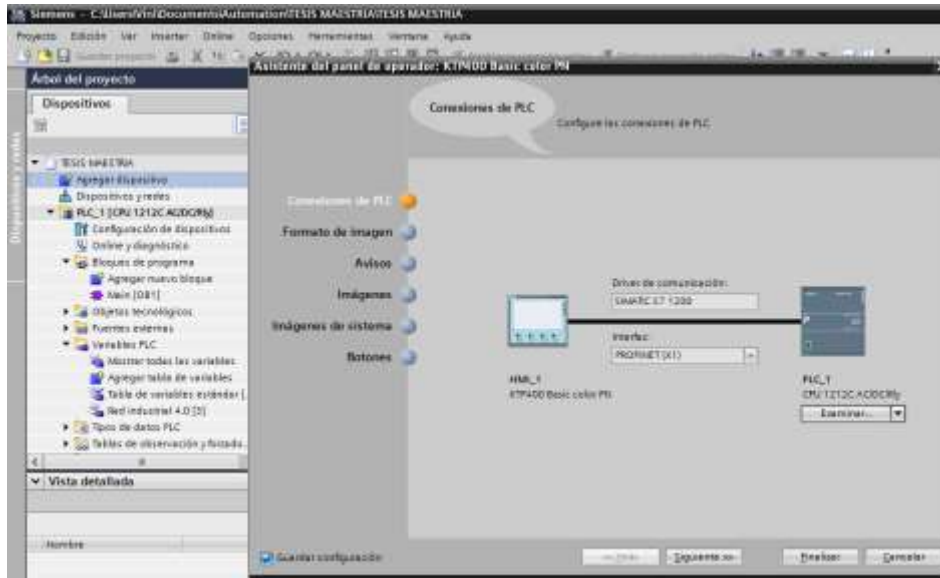 Siemens - C:\Users\Vini\Documents\Automation\TESIS MAESTRIA\TESIS MAESTRIA
Proyecto Edición Ver Insertar Online Opciones Herramientas Ventana Ayuda
Guardar proyecto
Asistente del panel de operador: KTP400 Basic color PN
Árbol del proyecto
Dispositivos
Dispositivos y redes
TESIS MAESTRIA
Agregar dispositivo
Dispositivos y redes
PLC_1 [CPU 1212C AC/DC/Rly]
Configuración de dispositivos
Online y diagnóstico
Bloques de programa
Agregar nuevo bloque
Main [OB1]
Objetos tecnológicos
Fuentes externas
Variables PLC
Mostrar todas las variables
Agregar tabla de variables
Tabla de variables estándar [
Red industrial 4.0 [3]
Tipos de datos PLC
Tablas de observación y forzado
Vista detallada
Nombre
Conexiones de PLC
Configure las conexiones de PLC
Conexiones de PLC
Formato de imagen
Avisos
Imágenes
Imágenes de sistema
Botones
Driver de comunicación:
SIMATIC S7 1200
Interfaz:
PROFINET (X1)
HMI_1
KTP400 Basic color PN
PLC_1
CPU 1212C AC/DC/Rly
Examinar...
Guardar configuración
<< Atrás
Siguiente >>
Finalizar
Cancelar